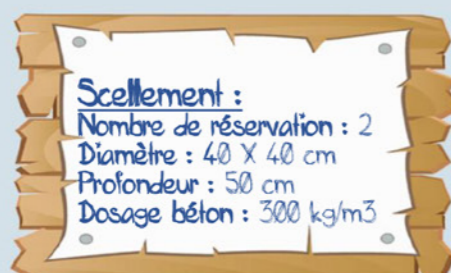 Scellement :
Nombre de réservation : 2
Diamètre : 40 X 40 cm
Profondeur : 50 cm
Dosage béton : 300 kg/m3